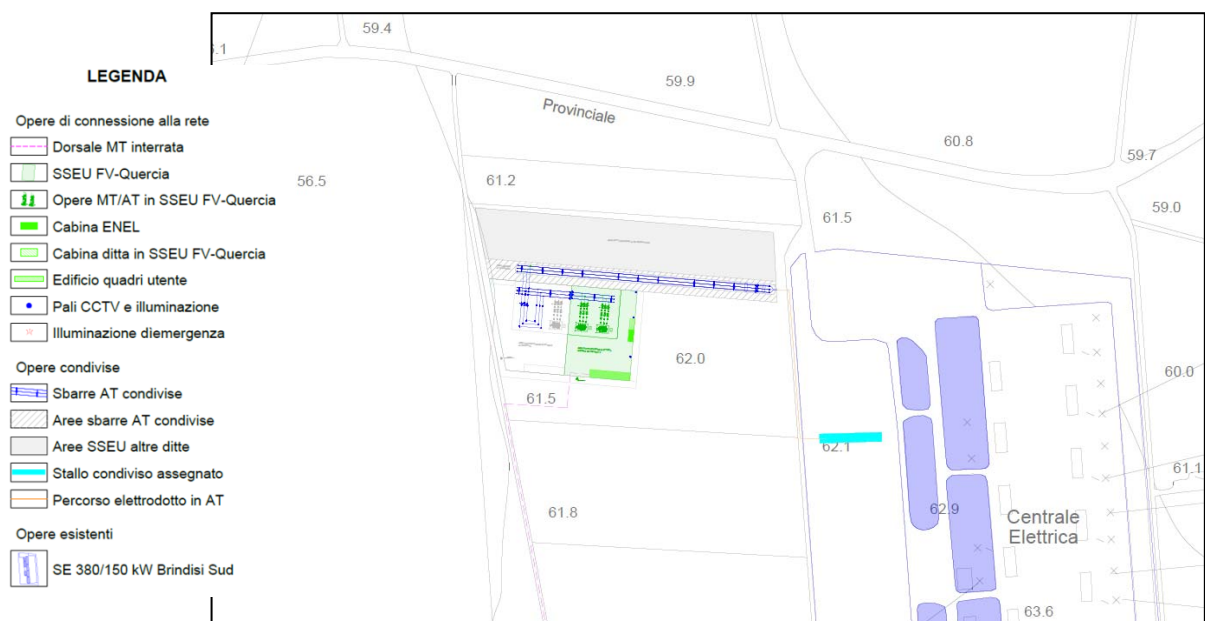 LEGENDA
Opere di connessione alla rete
Dorsale MT interrata
SSEU FV-Quercia
Opere MT/AT in SSEU FV-Quercia
Cabina ENEL
Cabina ditta in SSEU FV-Quercia
Edificio quadri utente
Pali CCTV e illuminazione
Illuminazione diemergenza
Opere condivise
Sbarre AT condivise
Aree sbarre AT condivise
Aree SSEU altre ditte
Stallo condiviso assegnato
Percorso elettrodotto in AT
Opere esistenti
SE 380/150 kW Brindisi Sud
59.4
59.9
Provinciale
60.8
59.7
56.5
61.2
61.5
59.0
62.0
60.0
61.5
62.1
61.1
61.8
62.9
Centrale
Elettrica
63.6